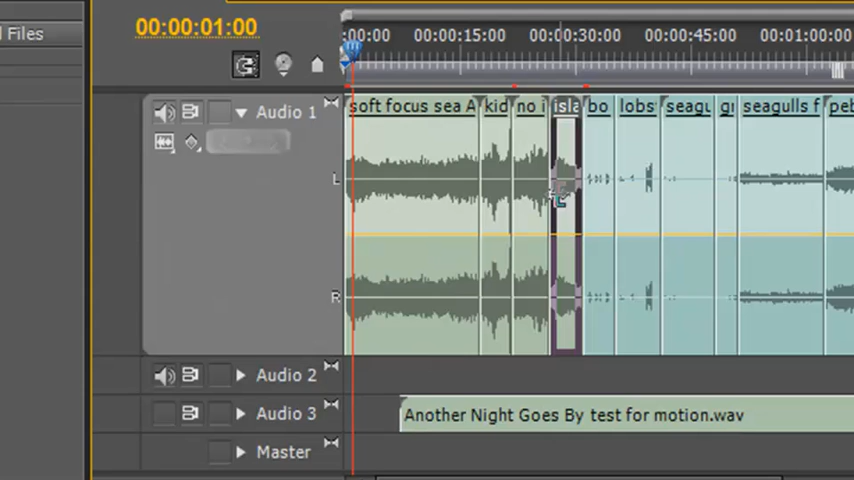 Files
00:00:01:00
:00:00 00:00:15:00 00:00:30:00 00:00:45:00 00:01:00:00
Audio 1 soft focus sea A kid no i isla bo lobs seagu gr seagulls f peb
L
R
Audio 2
Audio 3 Another Night Goes By test for motion.wav
Master